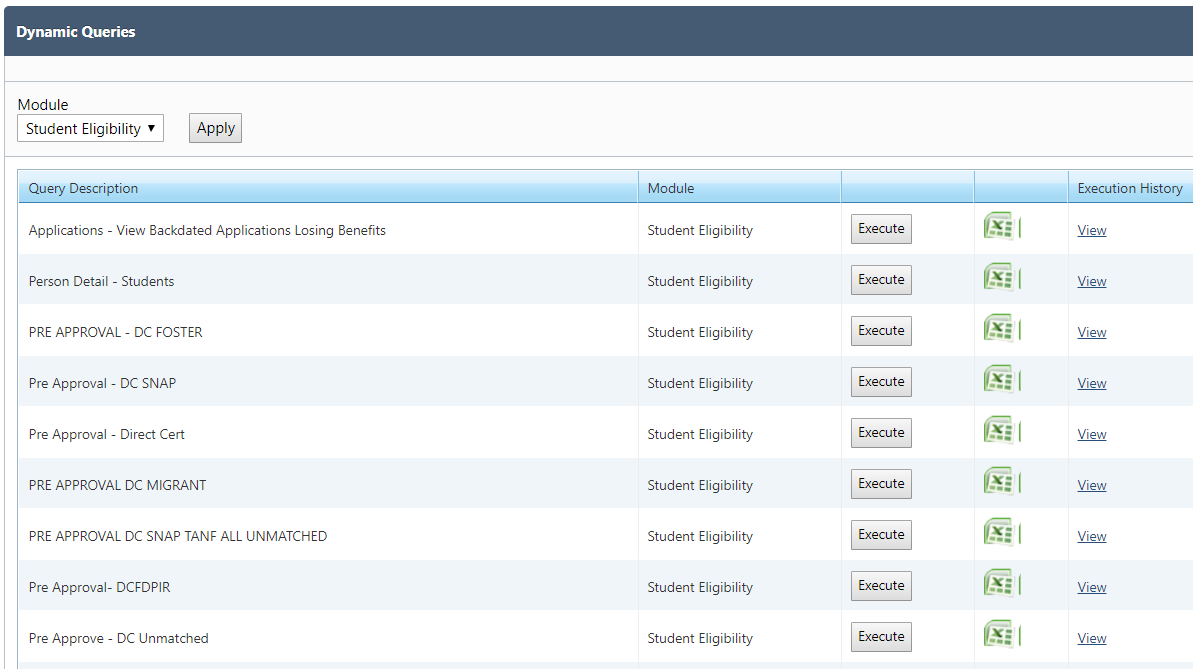 Dynamic Queries
Module
Student Eligibility ▼ Apply
Query Description Module Execution History
Applications - View Backdated Applications Losing Benefits Student Eligibility Execute View
Person Detail - Students Student Eligibility Execute View
PRE APPROVAL - DC FOSTER Student Eligibility Execute View
Pre Approval - DC SNAP Student Eligibility Execute View
Pre Approval - Direct Cert Student Eligibility Execute View
PRE APPROVAL DC MIGRANT Student Eligibility Execute View
PRE APPROVAL DC SNAP TANF ALL UNMATCHED Student Eligibility Execute View
Pre Approval- DCFDPIR Student Eligibility Execute View
Pre Approve - DC Unmatched Student Eligibility Execute View